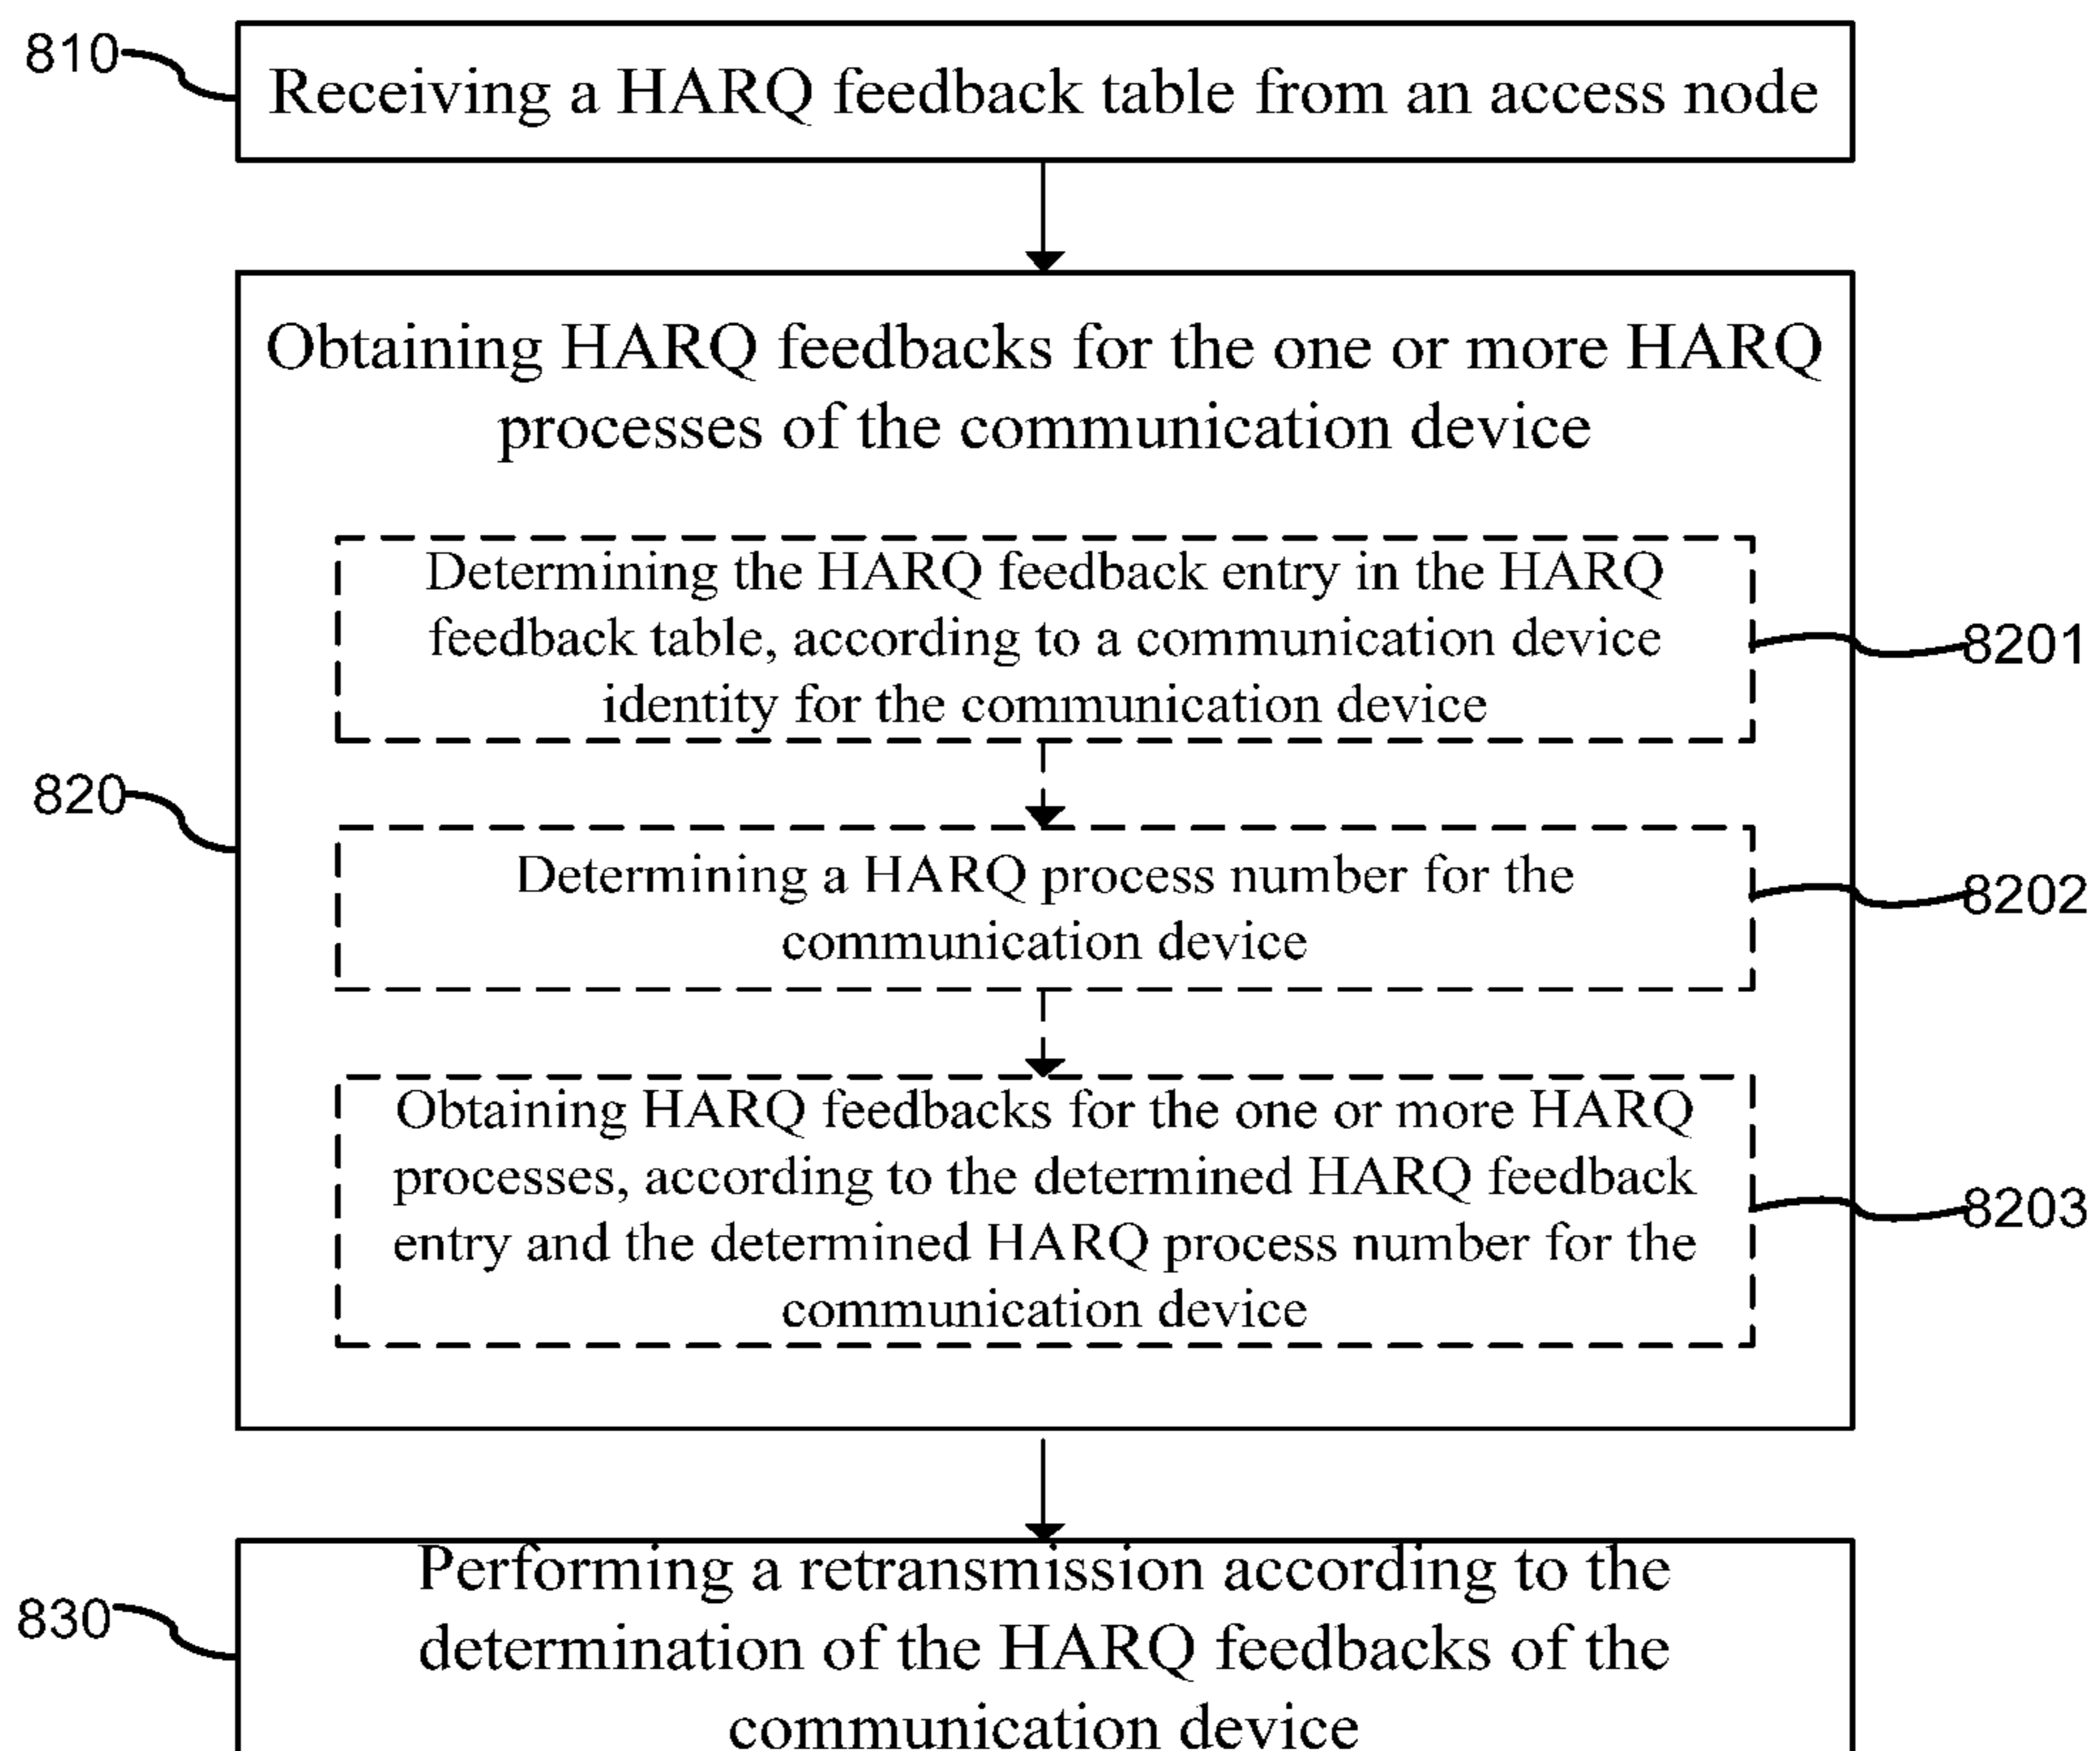 810
Receiving a HARQ feedback table from an access node
Obtaining HARQ feedbacks for the one or more HARQ
processes of the communication device
Determining the HARQ feedback entry in the HARQ
feedback table, according to a communication device
identity for the communication device
8201
820
Determining a HARQ process number for the
communication device
8202
Obtaining HARQ feedbacks for the one or more HARQ
processes, according to the determined HARQ feedback
entry and the determined HARQ process number for the
communication device
8203
830
Performing a retransmission according to the
determination of the HARQ feedbacks of the
communication device